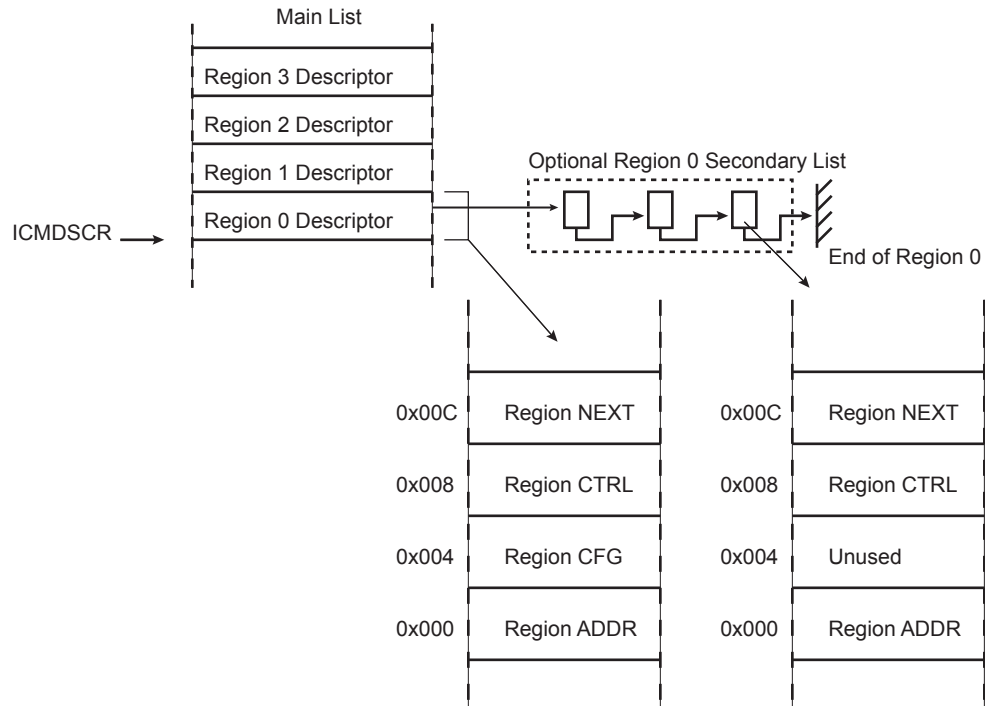 Main List
Region 3 Descriptor
Region 2 Descriptor
Region 1 Descriptor
Region 0 Descriptor
ICMDSCR
Optional Region 0 Secondary List
End of Region 0
0x00C Region NEXT
0x008 Region CTRL
0x004 Region CFG
0x000 Region ADDR
0x00C Region NEXT
0x008 Region CTRL
0x004 Unused
0x000 Region ADDR